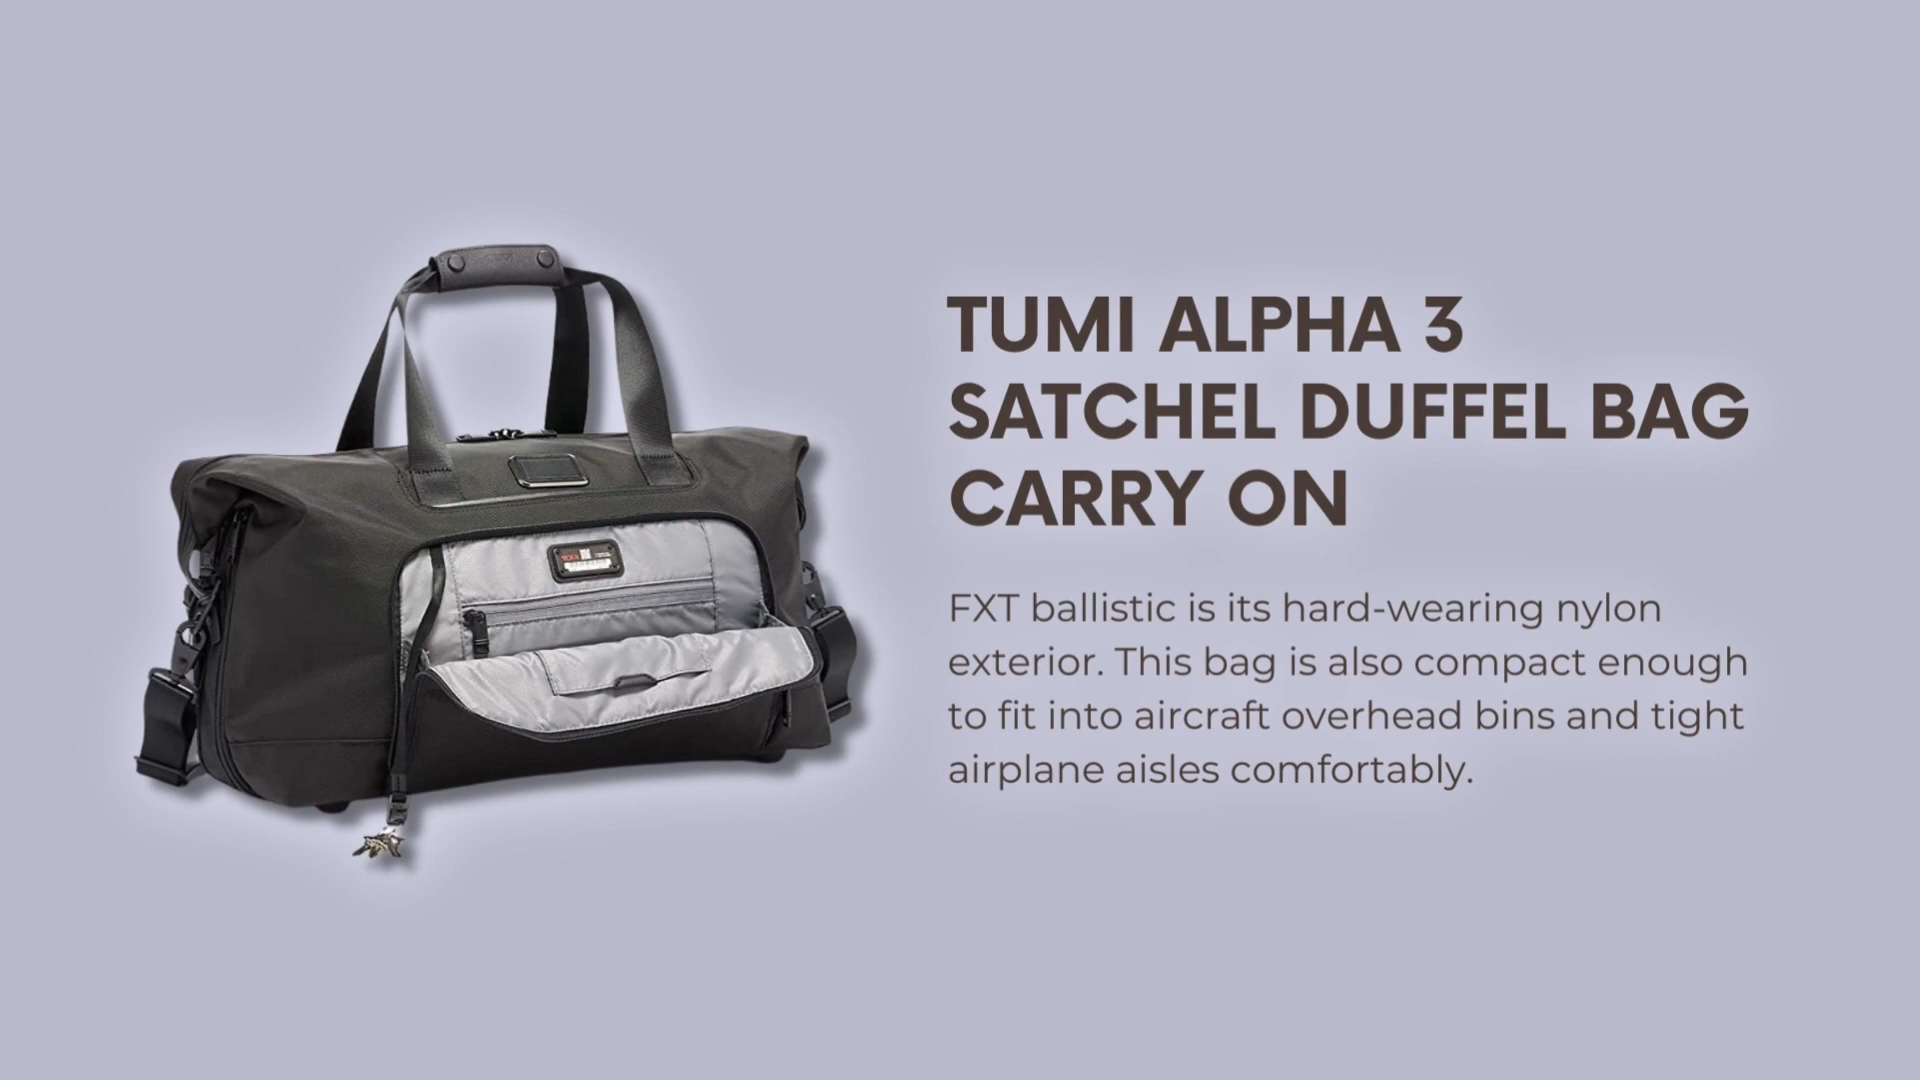 TUMI ALPHA 3
SATCHEL DUFFEL BAG
CARRY ON
FXT ballistic is its hard-wearing nylon
exterior. This bag is also compact enough
to fit into aircraft overhead bins and tight
airplane aisles comfortably.